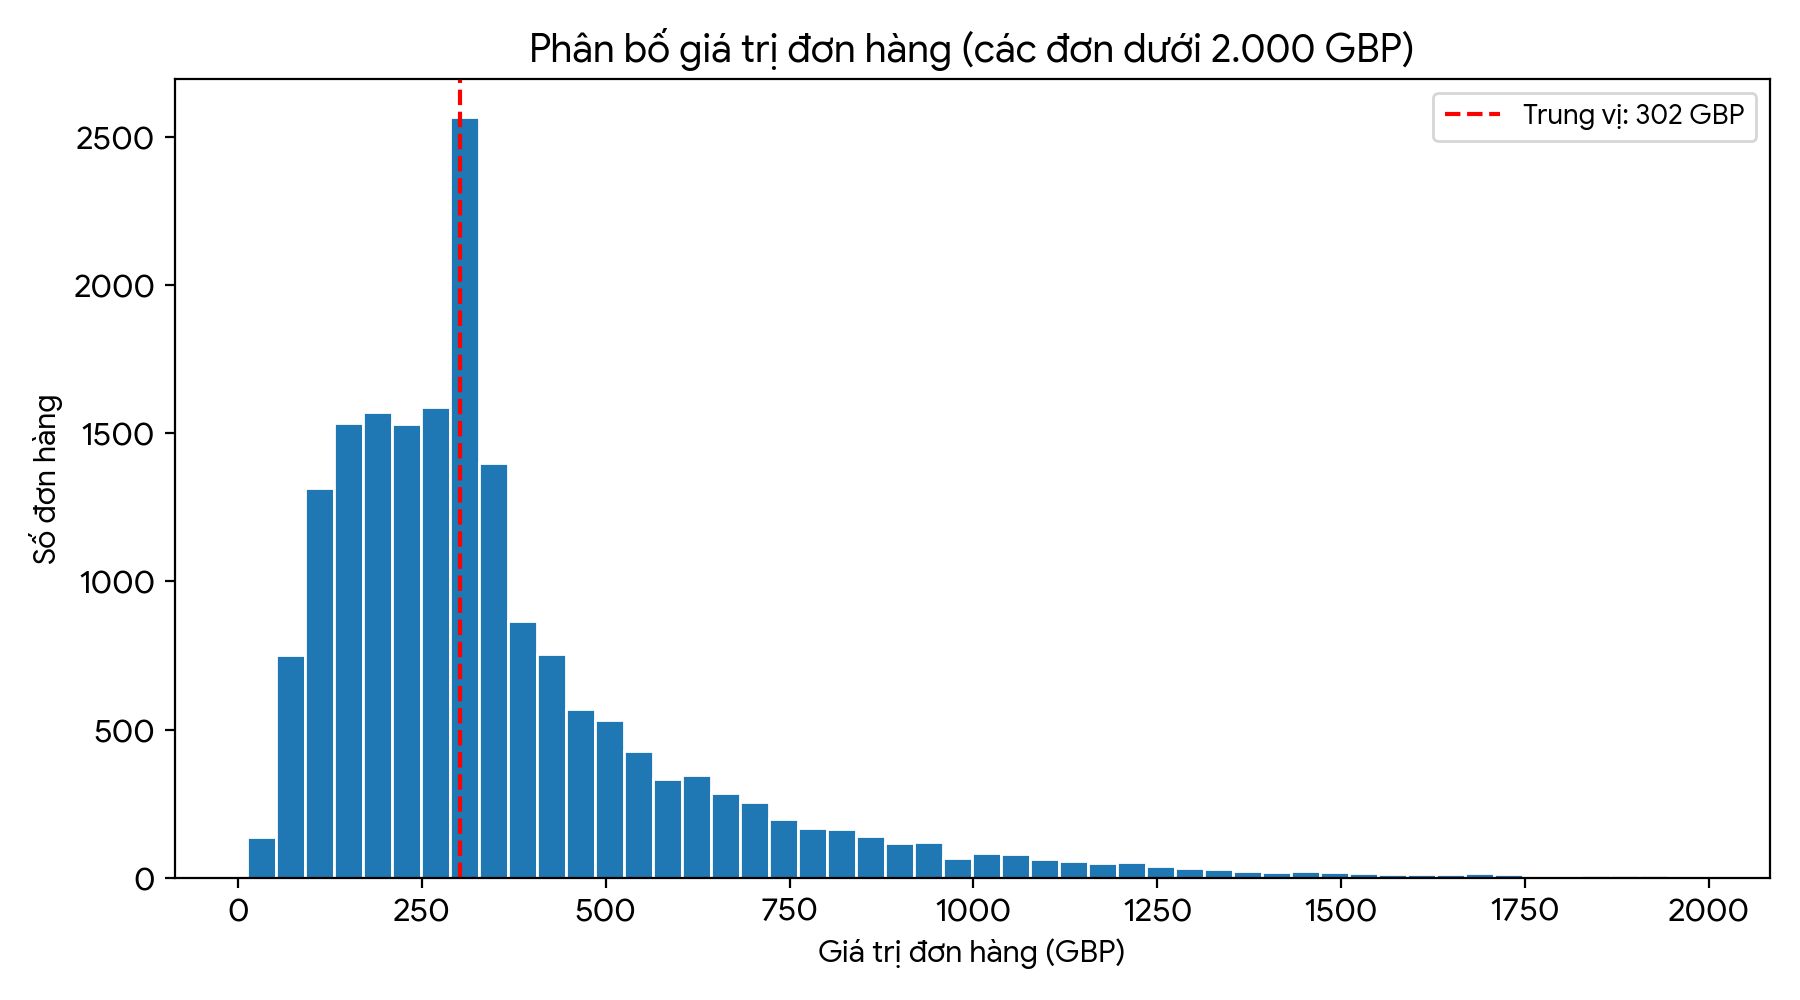 Phân bố giá trị đơn hàng (các đơn dưới 2.000 GBP)
Trung vị: 302 GBP
2500
2000
1500
1000
500
0
Số đơn hàng
0 250 500 750 1000 1250 1500 1750 2000
Giá trị đơn hàng (GBP)